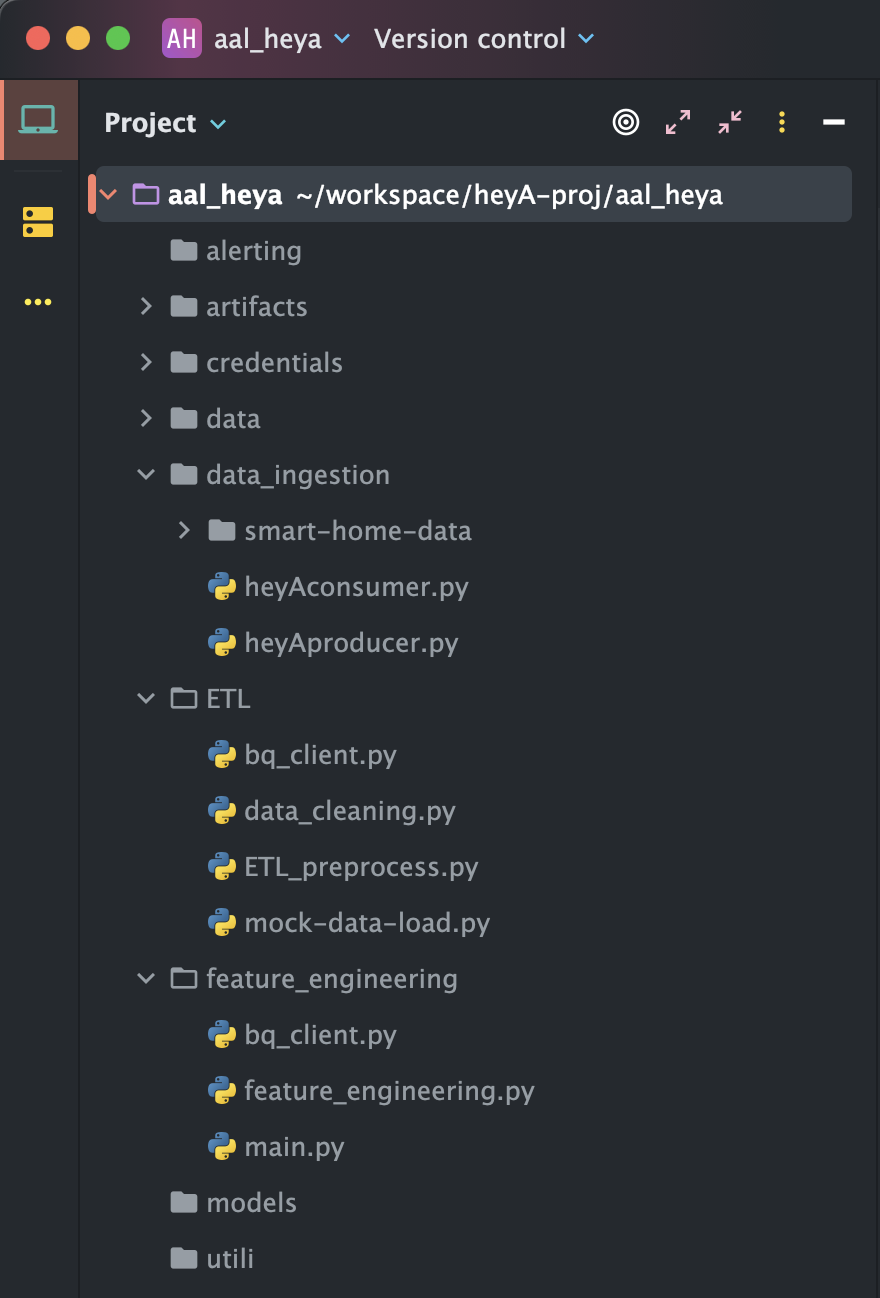 AH aal_heya Version control
Project
aal_heya ~/workspace/heyA-proj/aal_heya
alerting
artifacts
credentials
data
data_ingestion
smart-home-data
heyAconsumer.py
heyAproducer.py
ETL
bq_client.py
data_cleaning.py
ETL_preprocess.py
mock-data-load.py
feature_engineering
bq_client.py
feature_engineering.py
main.py
models
utili